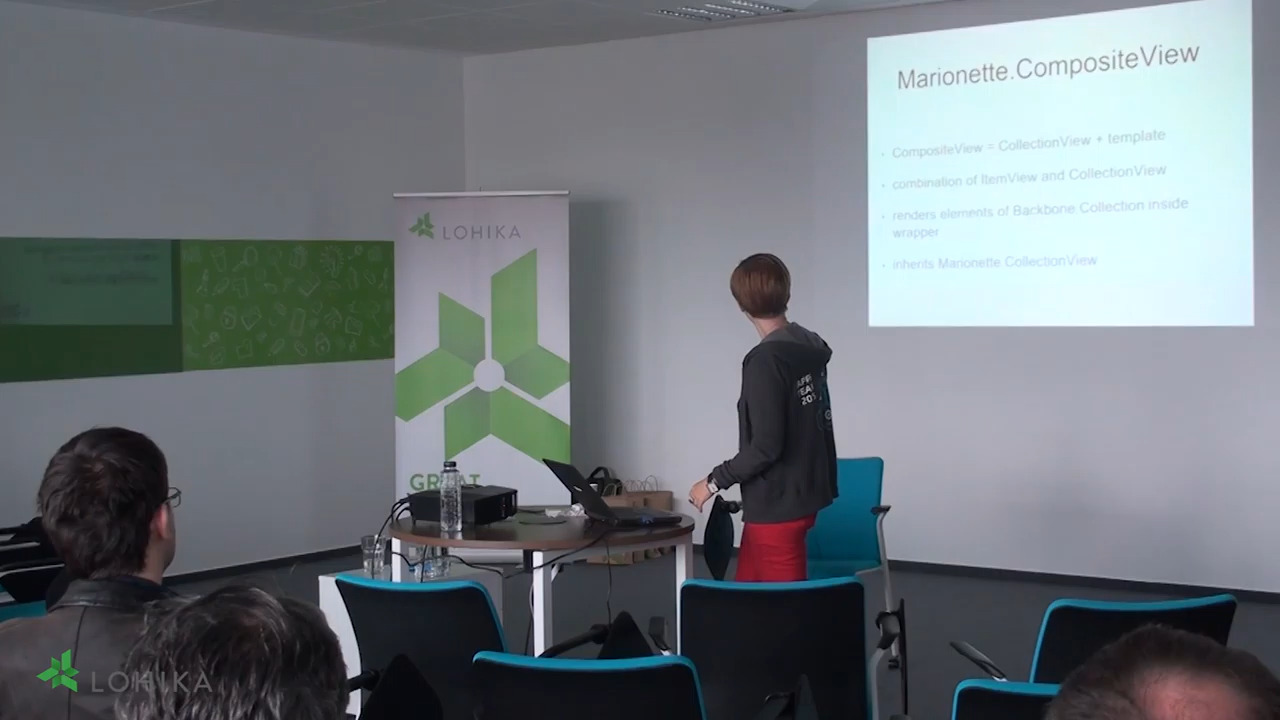 Marionette.CompositeView
CompositeView = CollectionView + template
combination of ItemView and CollectionView
renders elements of Backbone.Collection inside
wrapper
inherits Marionette.CollectionView
LOHIKA
LOHIKA